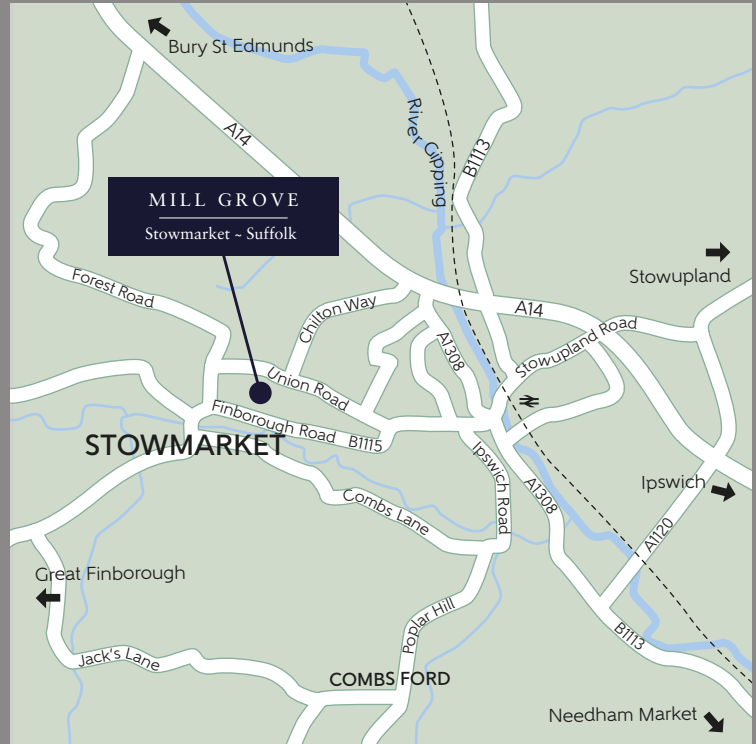 Bury St Edmunds
A14
River Gipping
B1113
MILL GROVE
Stowmarket ~ Suffolk
Stowupland
Forest Road
Chilton Way
A14
Stowupland Road
A1308
Union Road
Finborough Road B1115
STOWMARKET
Ipswich Road
Ipswich
A1308
Combs Lane
A1120
Great Finborough
Poplar Hill
B1113
Jack's Lane
COMBS FORD
Needham Market